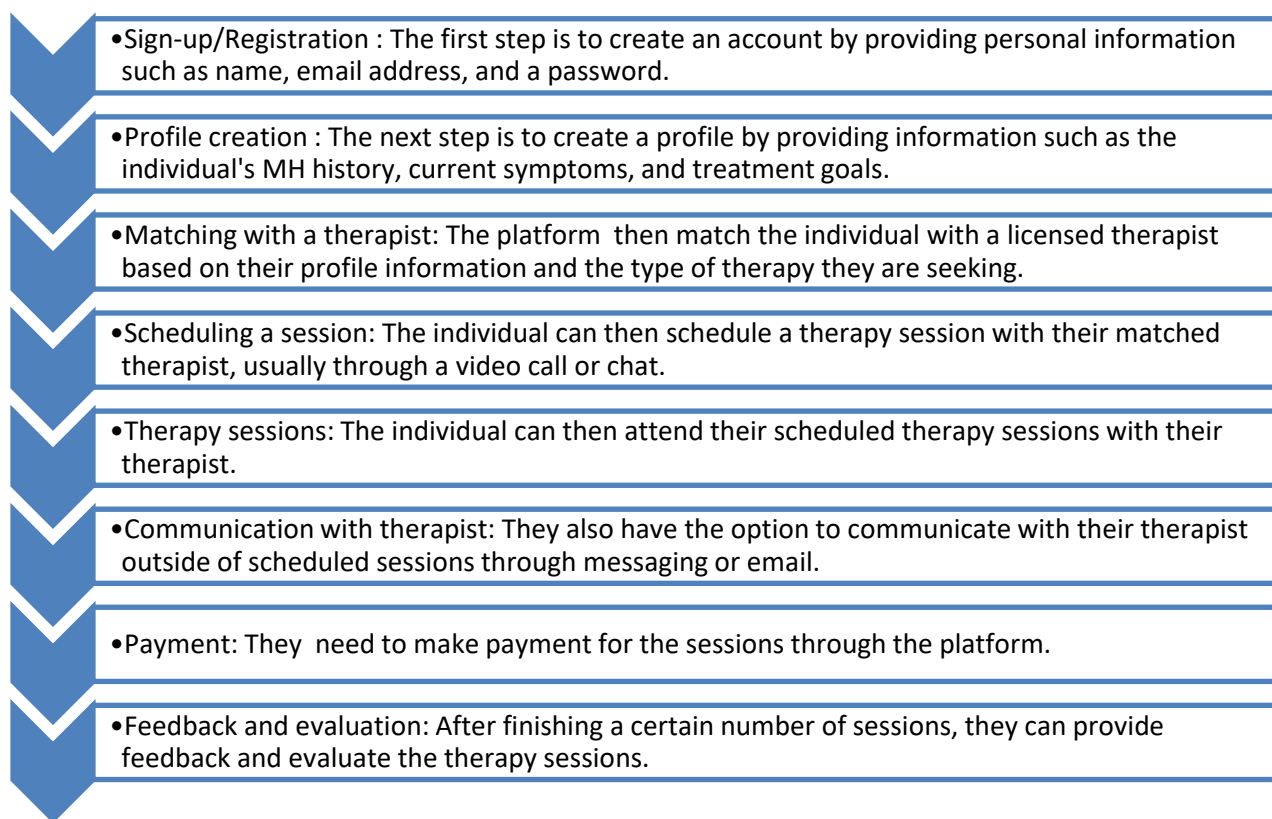 •Sign-up/Registration : The first step is to create an account by providing personal information
such as name, email address, and a password.
•Profile creation : The next step is to create a profile by providing information such as the
individual's MH history, current symptoms, and treatment goals.
•Matching with a therapist: The platform  then match the individual with a licensed therapist
based on their profile information and the type of therapy they are seeking.
•Scheduling a session: The individual can then schedule a therapy session with their matched
therapist, usually through a video call or chat.
•Therapy sessions: The individual can then attend their scheduled therapy sessions with their
therapist.
•Communication with therapist: They also have the option to communicate with their therapist
outside of scheduled sessions through messaging or email.
•Payment: They  need to make payment for the sessions through the platform.
•Feedback and evaluation: After finishing a certain number of sessions, they can provide
feedback and evaluate the therapy sessions.